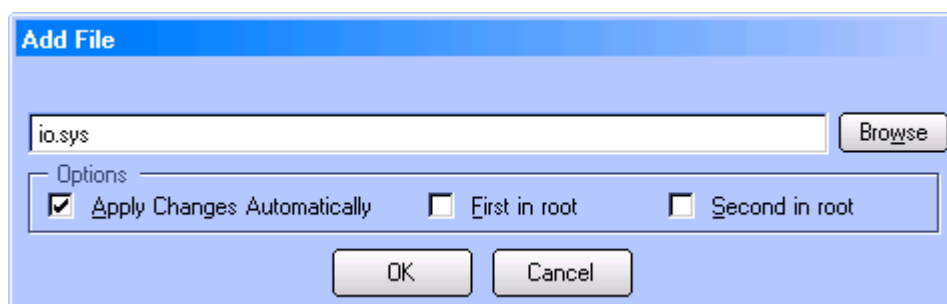 Add File
io.sys Browse
Options
Apply Changes Automatically First in root Second in root
OK Cancel